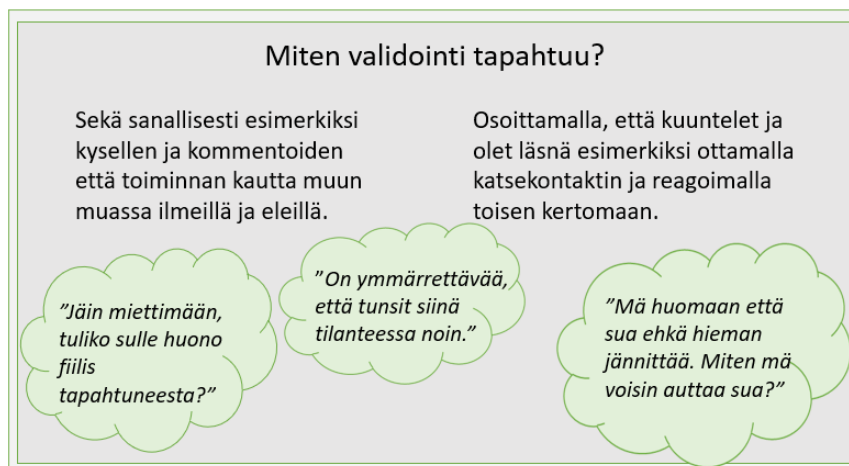 Miten validointi tapahtuu?
Sekä sanallisesti esimerkiksi
kysellen ja kommentoiden
että toiminnan kautta muun
muassa ilmeillä ja eleillä.
Osoittamalla, että kuuntelet ja
olet läsnä esimerkiksi ottamalla
katsekontaktin ja reagoimalla
toisen kertomaan.
”Jäin miettimään,
tuliko sulle huono
fiilis
tapahtuneesta?”
”On ymmärrettävää,
että tunsit siinä
tilanteessa noin.”
”Mä huomaan että
sua ehkä hieman
jännittää. Miten mä
voisin auttaa sua?”